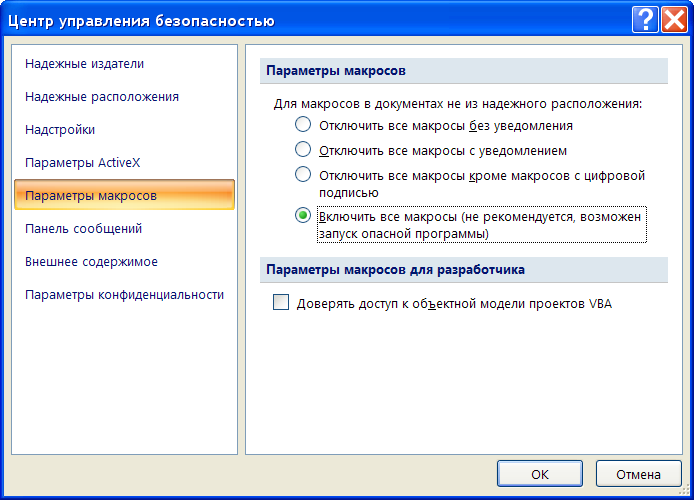 Центр управления безопасностью
Надежные издатели
Надежные расположения
Надстройки
Параметры ActiveX
Параметры макросов
Панель сообщений
Внешнее содержимое
Параметры конфиденциальности
Параметры макросов
Для макросов в документах не из надежного расположения:
Отключить все макросы без уведомления
Отключить все макросы с уведомлением
Отключить все макросы кроме макросов с цифровой
подписью
Включить все макросы (не рекомендуется, возможен
запуск опасной программы)
Параметры макросов для разработчика
Доверять доступ к объектной модели проектов VBA
ОК
Отмена